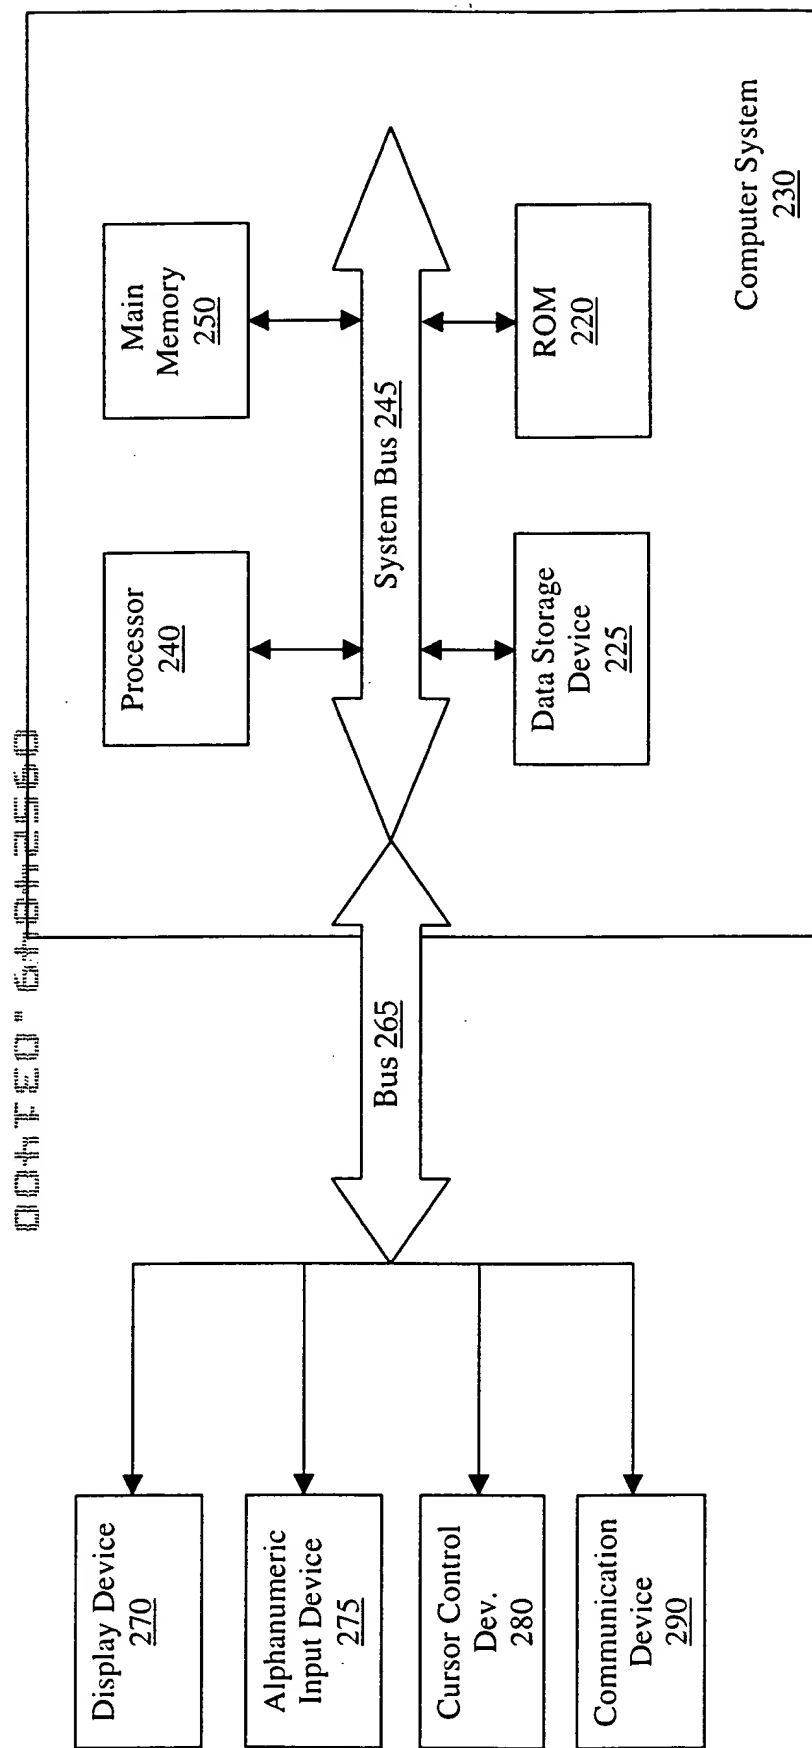 Display Device
270
Alphanumeric
Input Device
275
Cursor Control
Dev.
280
Communication
Device
290
Bus 265
Processor
240
Main
Memory
250
System Bus 245
Data Storage
Device
225
ROM
220
Computer System
230